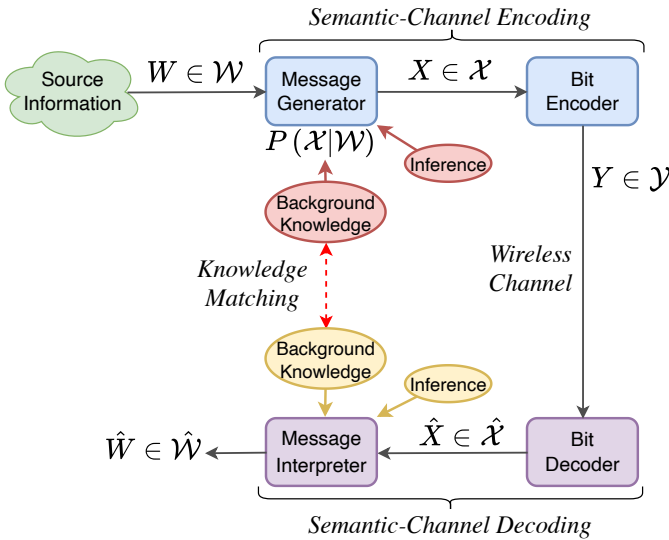 Semantic-Channel Encoding
Source
Information
W ∈ 𝒲
Message
Generator
X ∈ 𝒳
Bit
Encoder
P (𝒳|𝒲)
Inference
Y ∈ 𝒴
Background
Knowledge
Knowledge
Matching
Wireless
Channel
Background
Knowledge
Inference
Ŵ ∈ 𝒲̂
Message
Interpreter
X̂ ∈ 𝒳̂
Bit
Decoder
Semantic-Channel Decoding